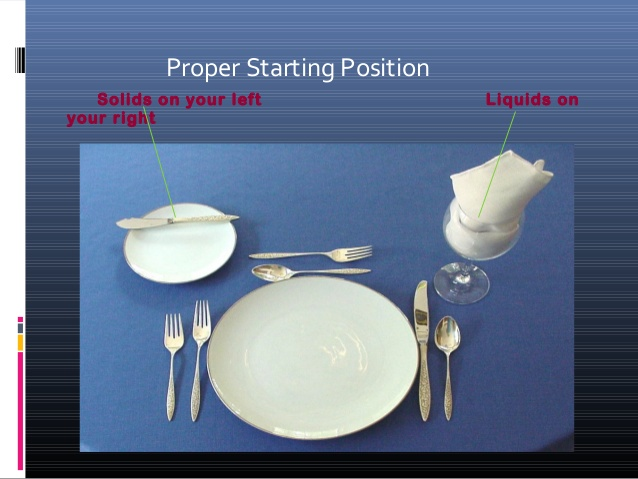 Proper Starting Position
Solids on your left Liquids on
your right